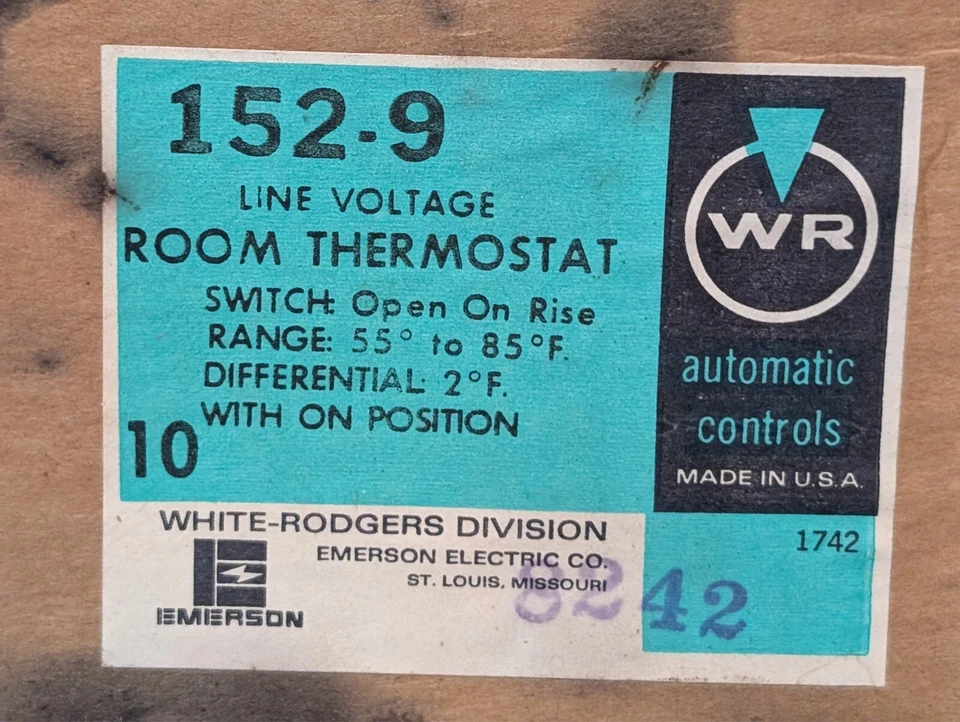 152-9
LINE VOLTAGE
ROOM THERMOSTAT
SWITCH: Open On Rise
RANGE: 55° to 85°F.
DIFFERENTIAL: 2°F.
WITH ON POSITION
10
WR
automatic
controls
MADE IN U.S.A.
WHITE-RODGERS DIVISION
EMERSON ELECTRIC CO.
ST. LOUIS, MISSOURI
EMERSON
1742
8242